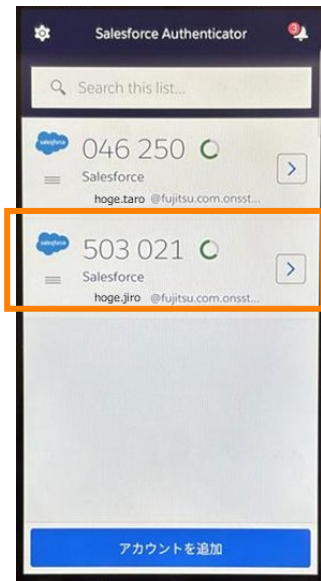 Salesforce Authenticator
3
Search this list...
salesforce
046 250
Salesforce
hoge.taro @fujitsu.com.onsst...
salesforce
503 021
Salesforce
hoge.jiro @fujitsu.com.onsst...
アカウントを追加